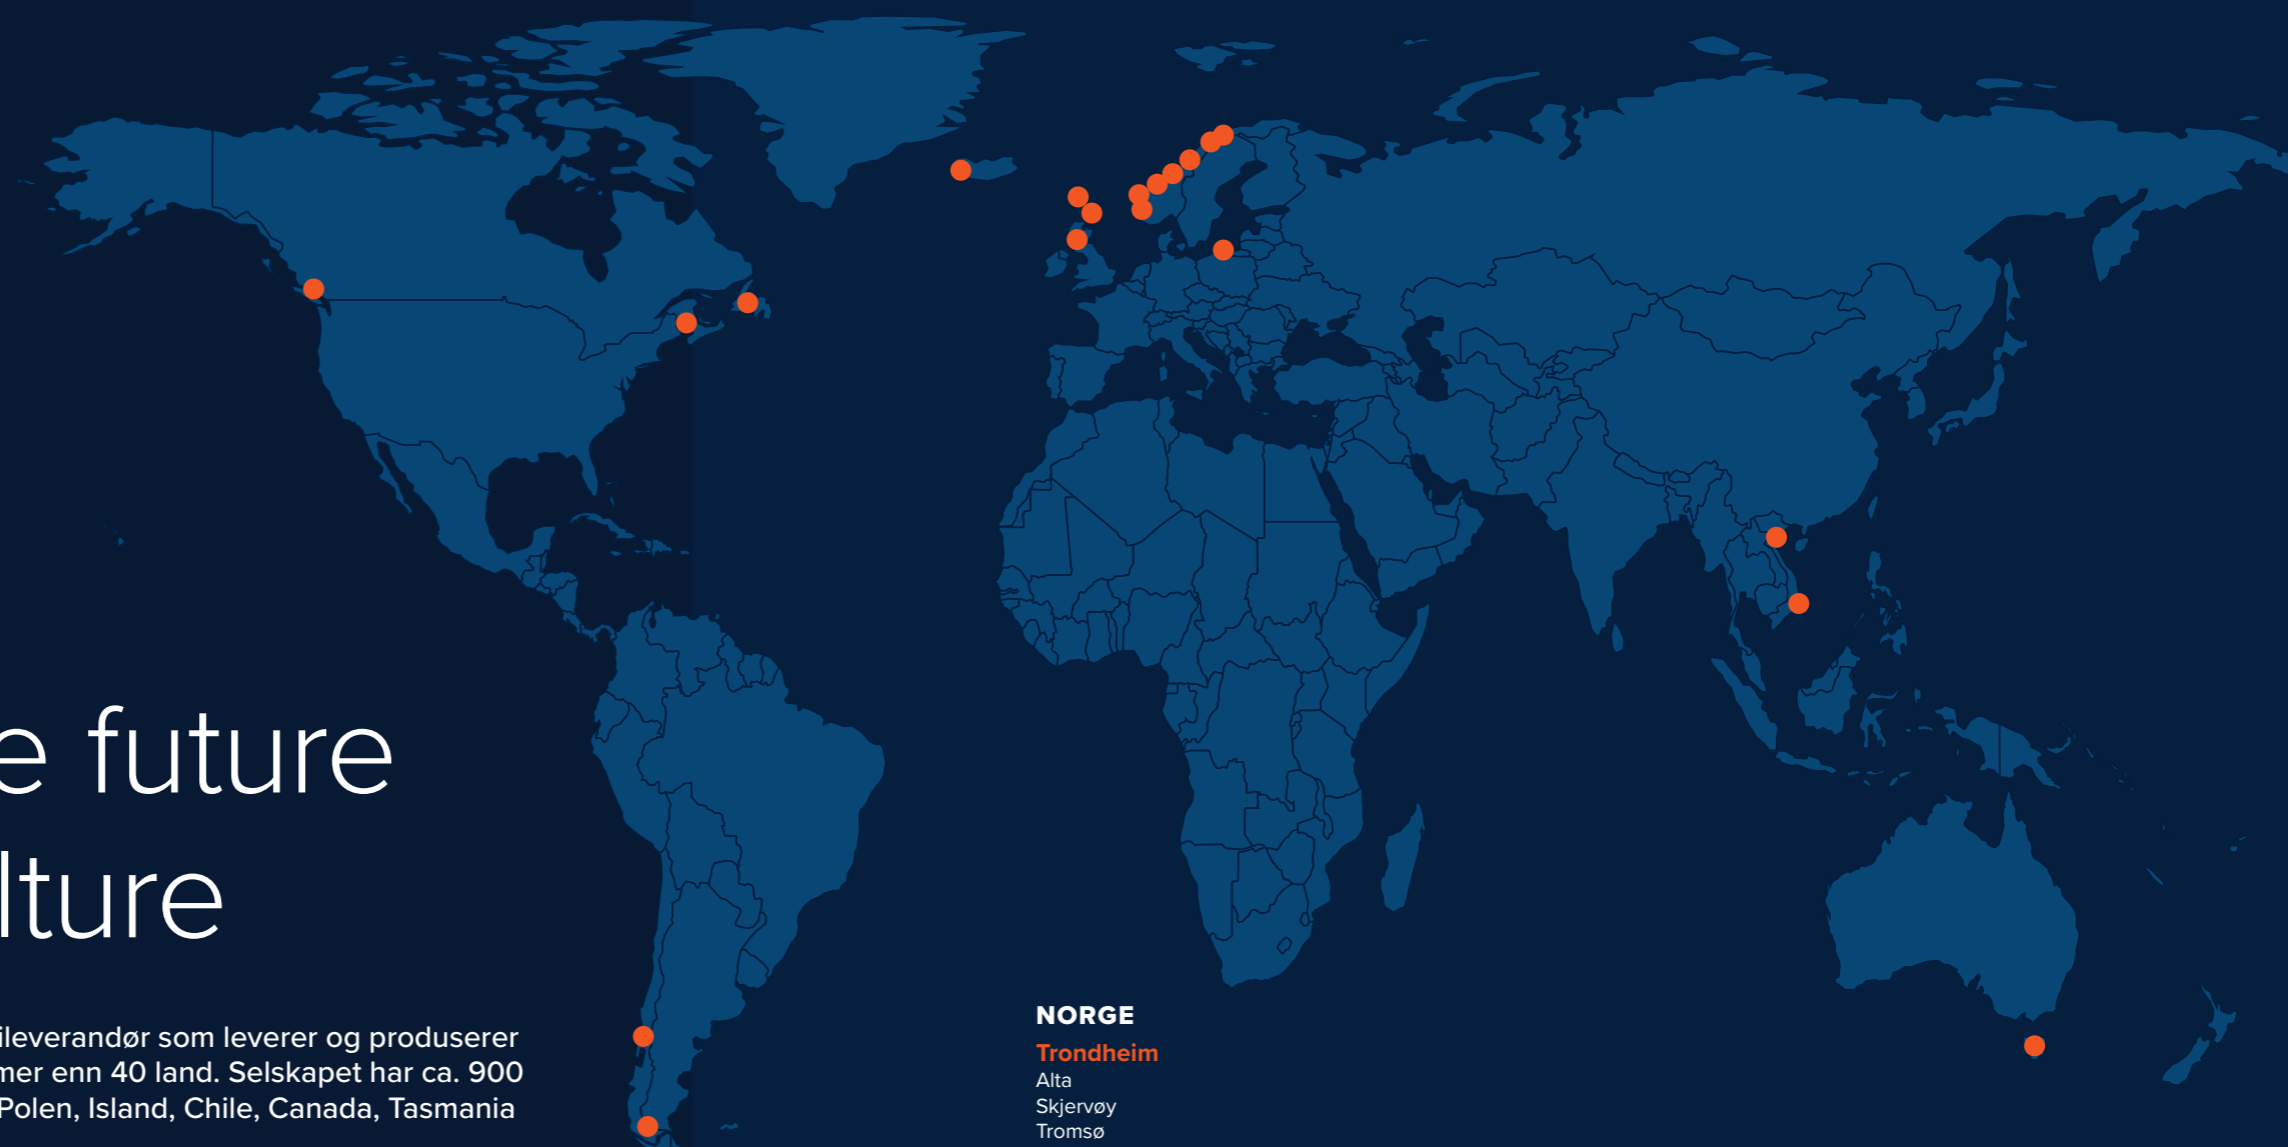 e future
lture
ileverandør som leverer og produserer
mer enn 40 land. Selskapet har ca. 900
Polen, Island, Chile, Canada, Tasmania
NORGE
Trondheim
Alta
Skjervøy
Tromsø